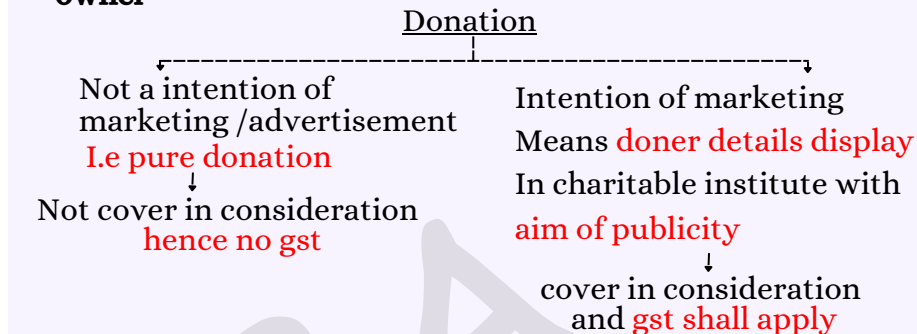 owner
Donation
Not a intention of
marketing /advertisement
I.e pure donation
Not cover in consideration
hence no gst
Intention of marketing
Means doner details display
In charitable institute with
aim of publicity
cover in consideration
and gst shall apply